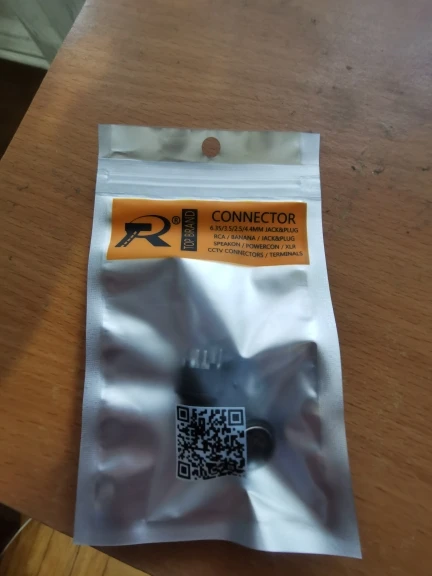 R®
TOP BRAND
CONNECTOR
6.35/3.5/2.5/4.4MM JACK&PLUG
RCA / BANANA / JACK&PLUG
SPEAKON / POWERCON / XLR
CCTV CONNECTORS / TERMINALS